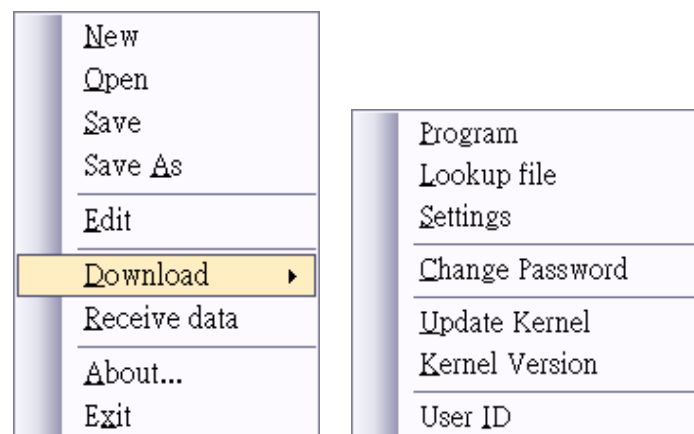 New
Open
Save
Save As
Edit
Download
Receive data
About...
Exit
Program
Lookup file
Settings
Change Password
Update Kernel
Kernel Version
User ID